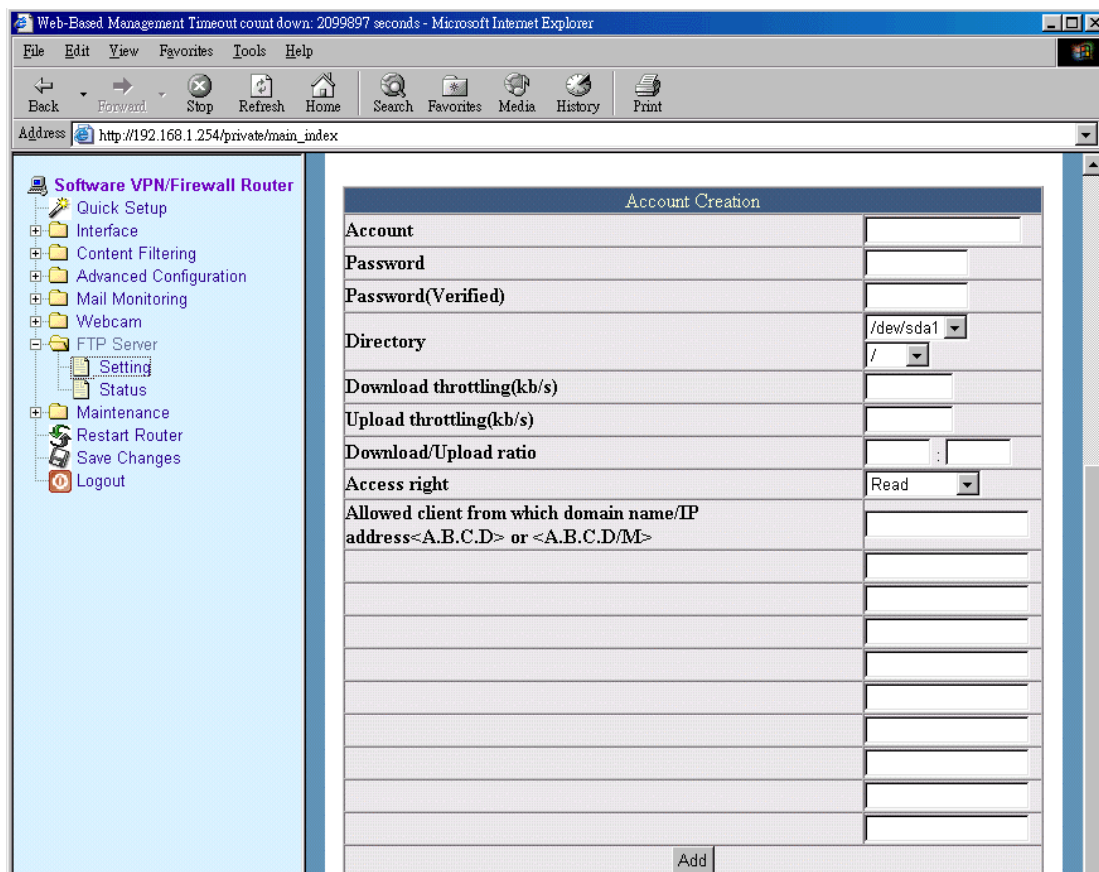 Web-Based Management Timeout count down: 2099897 seconds - Microsoft Internet Explorer
File Edit View Favorites Tools Help
Back Forward Stop Refresh Home Search Favorites Media History Print
Address http://192.168.1.254/private/main_index
Software VPN/Firewall Router
Quick Setup
Interface
Content Filtering
Advanced Configuration
Mail Monitoring
Webcam
FTP Server
Setting
Status
Maintenance
Restart Router
Save Changes
Logout
Account Creation
Account
Password
Password(Verified)
Directory
/dev/sda1
/
Download throttling(kb/s)
Upload throttling(kb/s)
Download/Upload ratio :
Access right Read
Allowed client from which domain name/IP
address<A.B.C.D> or <A.B.C.D/M>
Add